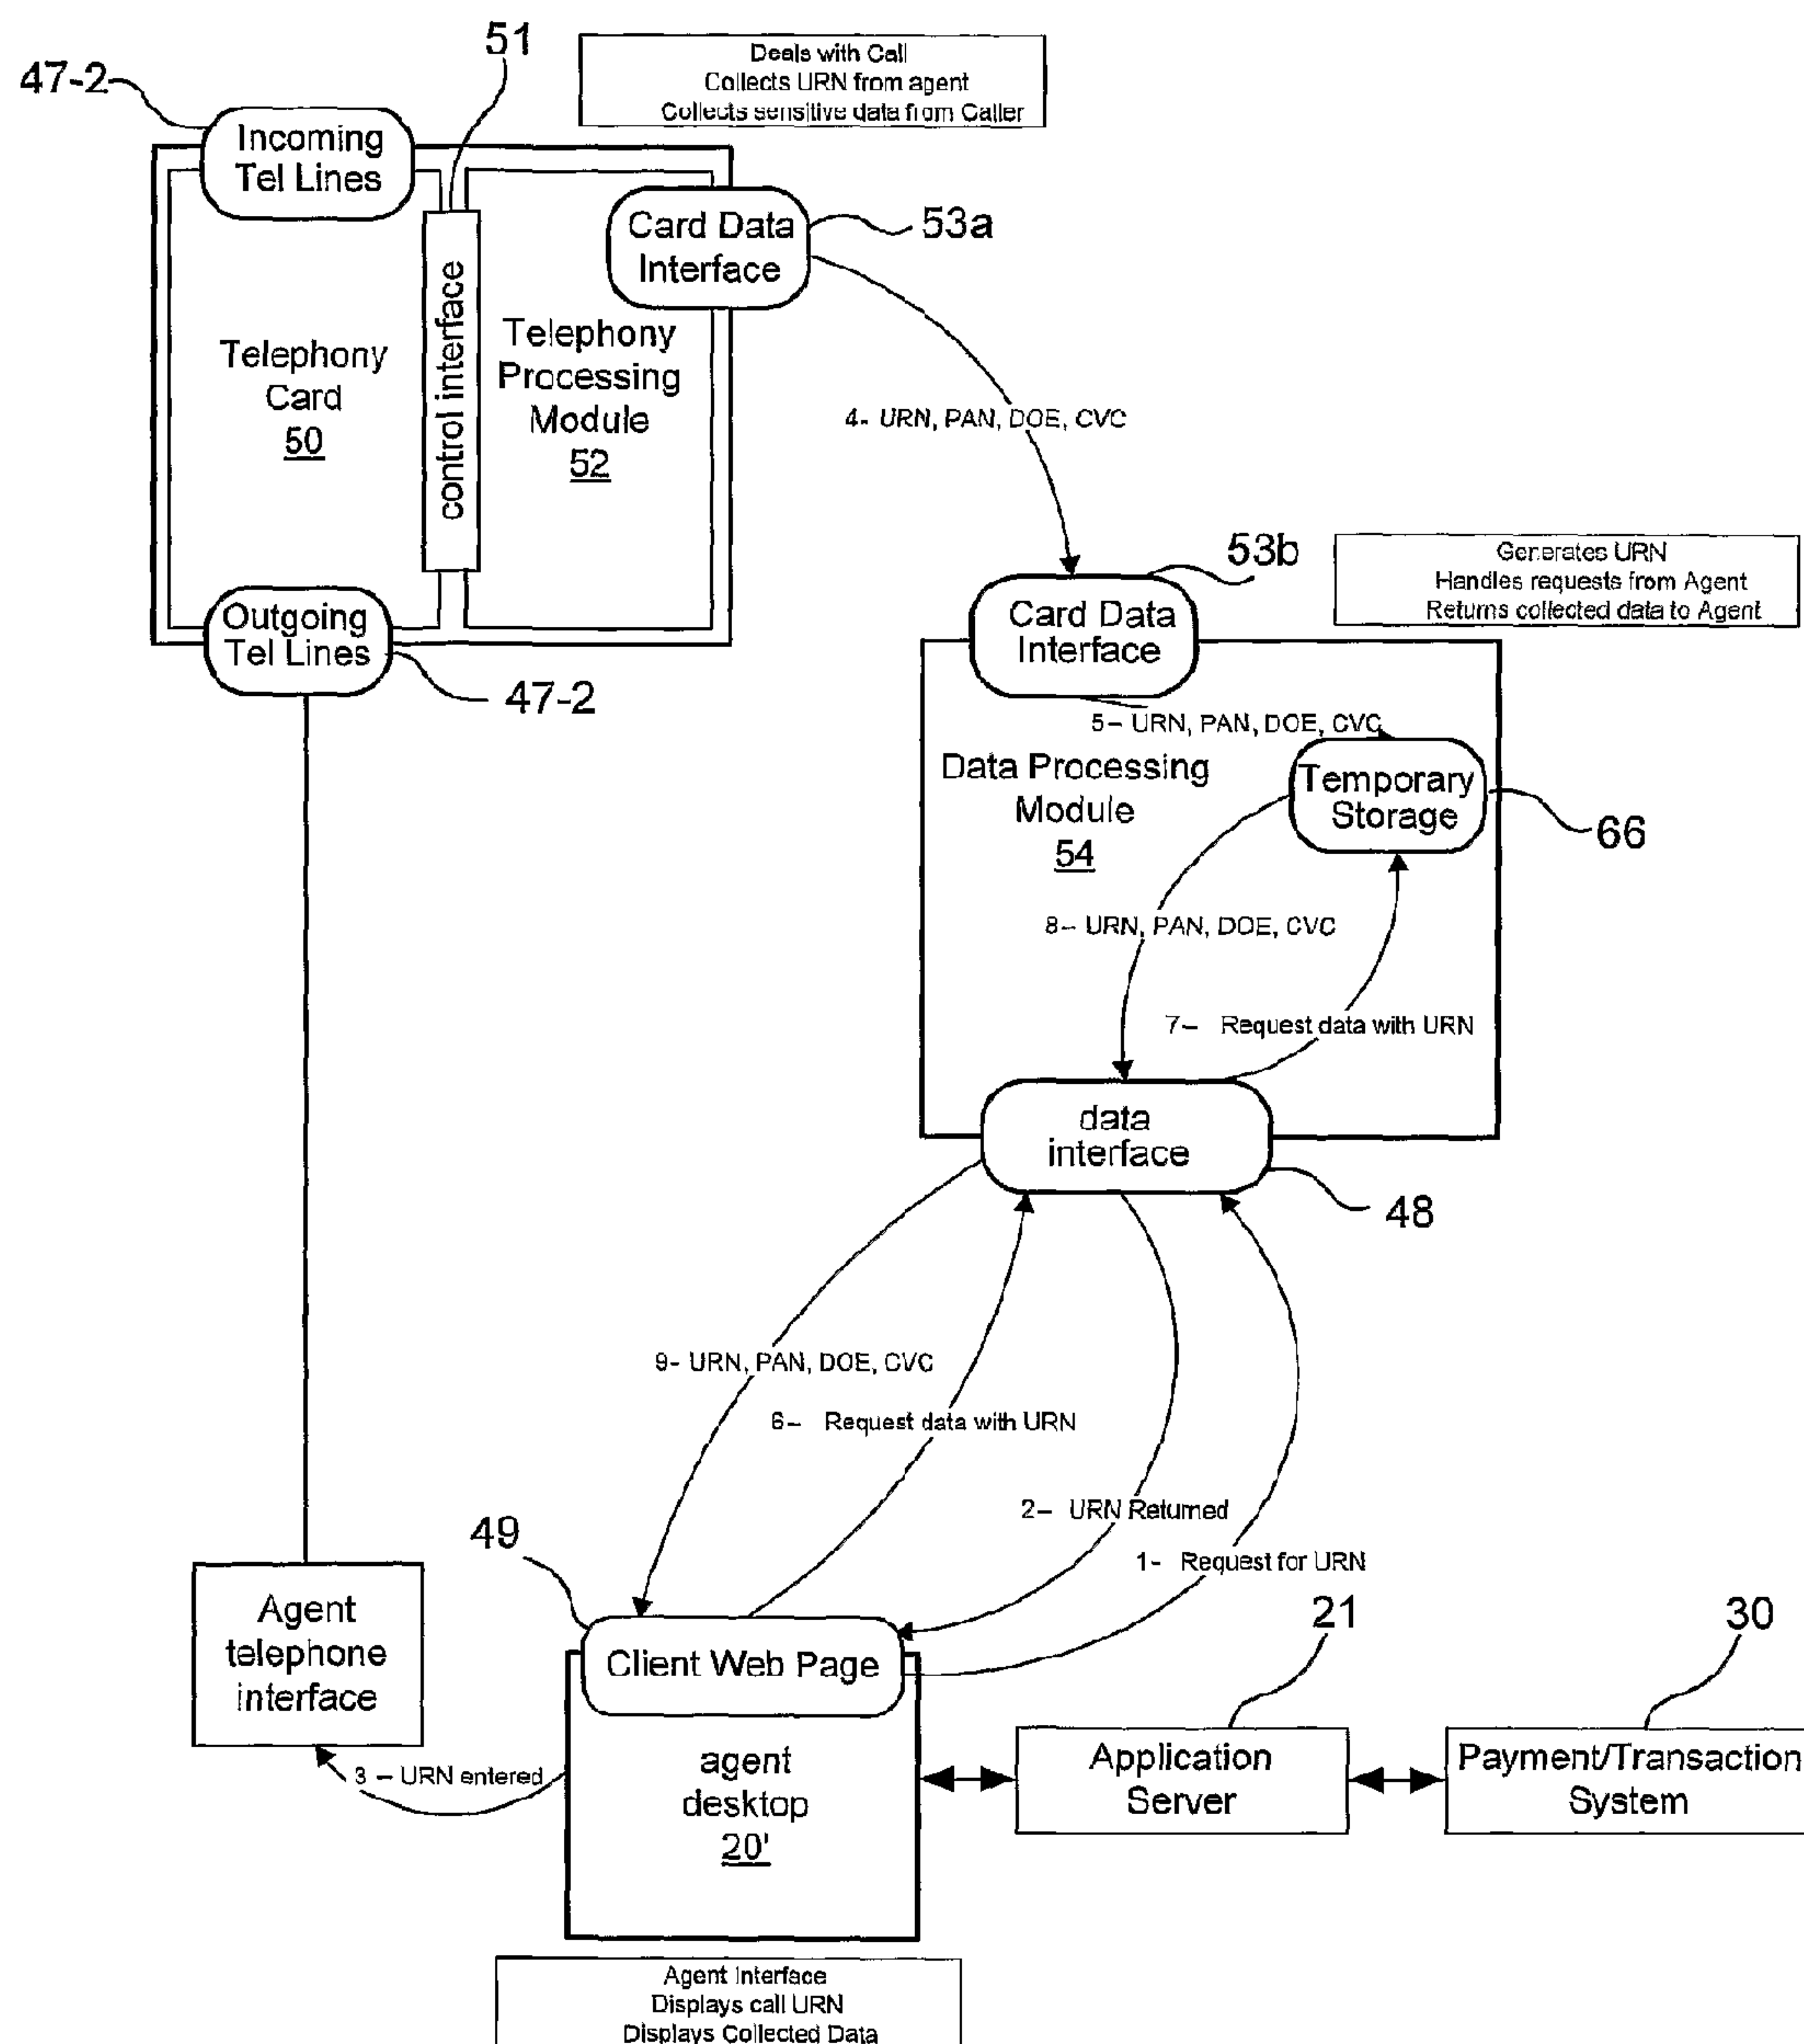 51
47-2
Deals with Call
Collects URN from agent
Collects sensitive data from Caller
Incoming
Tel Lines
Card Data
Interface
53a
control interface
Telephony
Card
50
Telephony
Processing
Module
52
4- URN, PAN, DOE, CVC
53b
Generates URN
Handles requests from Agent
Returns collected data to Agent
Outgoing
Tel Lines
47-2
Card Data
Interface
5– URN, PAN, DOE, CVC
Data Processing
Module
54
Temporary
Storage
66
8– URN, PAN, DOE, CVC
7– Request data with URN
data
interface
48
9- URN, PAN, DOE, CVC
6– Request data with URN
2– URN Returned
1- Request for URN
49
Agent
telephone
interface
Client Web Page
21
30
3 – URN entered
agent
desktop
20'
Application
Server
Payment/Transaction
System
Agent Interface
Displays call URN
Displays Collected Data